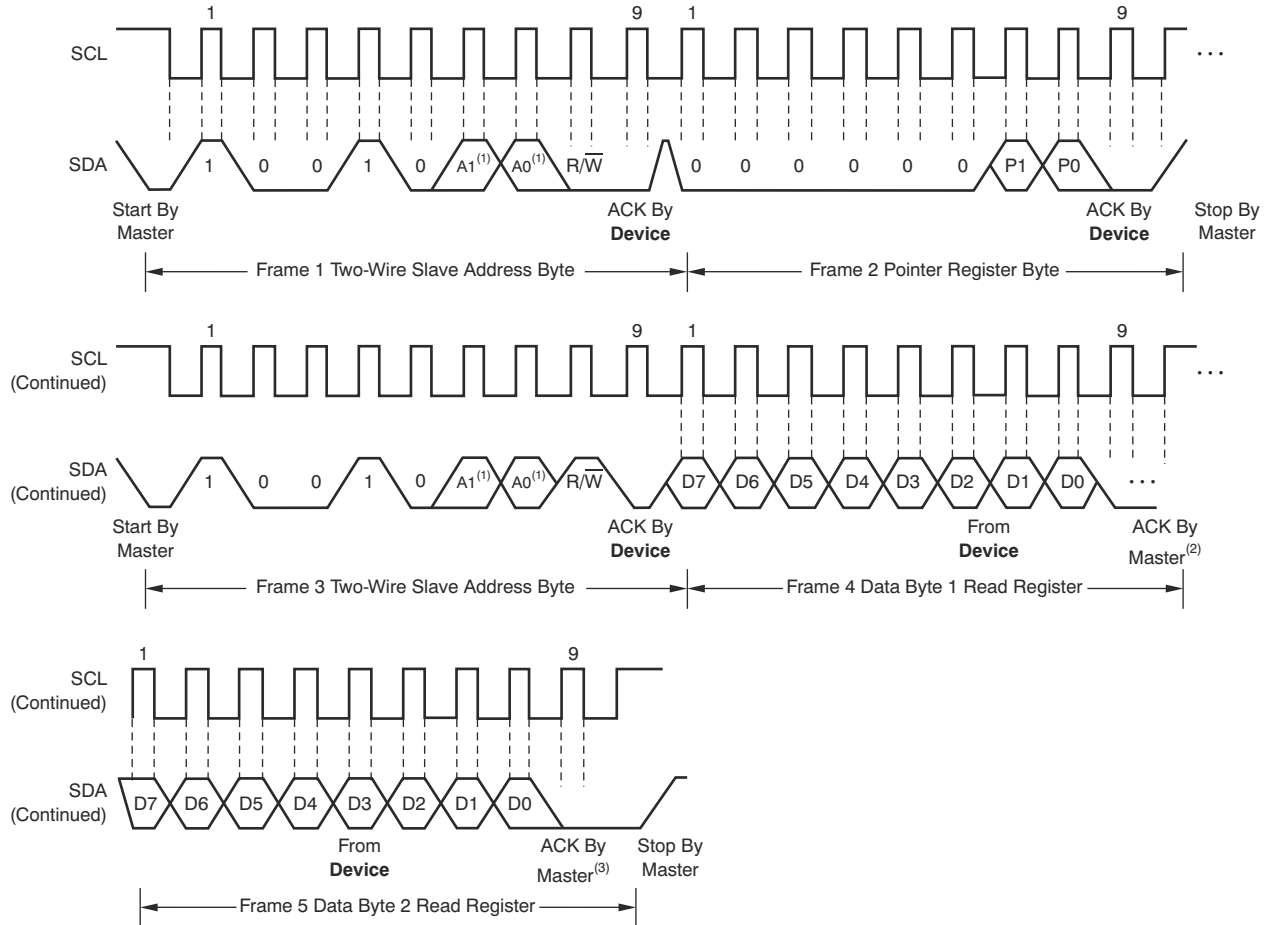 1 9 1 9
SCL
...
SDA 1 0 0 1 0 A1(1) A0(1) R/W̅ 0 0 0 0 0 0 P1 P0
Start By Master
ACK By Device
ACK By Device
Stop By Master
Frame 1 Two-Wire Slave Address Byte
Frame 2 Pointer Register Byte
1 9 1 9
SCL (Continued)
...
SDA (Continued) 1 0 0 1 0 A1(1) A0(1) R/W̅ D7 D6 D5 D4 D3 D2 D1 D0 ...
Start By Master
ACK By Device
From Device
ACK By Master(2)
Frame 3 Two-Wire Slave Address Byte
Frame 4 Data Byte 1 Read Register
1 9
SCL (Continued)
SDA (Continued) D7 D6 D5 D4 D3 D2 D1 D0
From Device
ACK By Master(3)
Stop By Master
Frame 5 Data Byte 2 Read Register